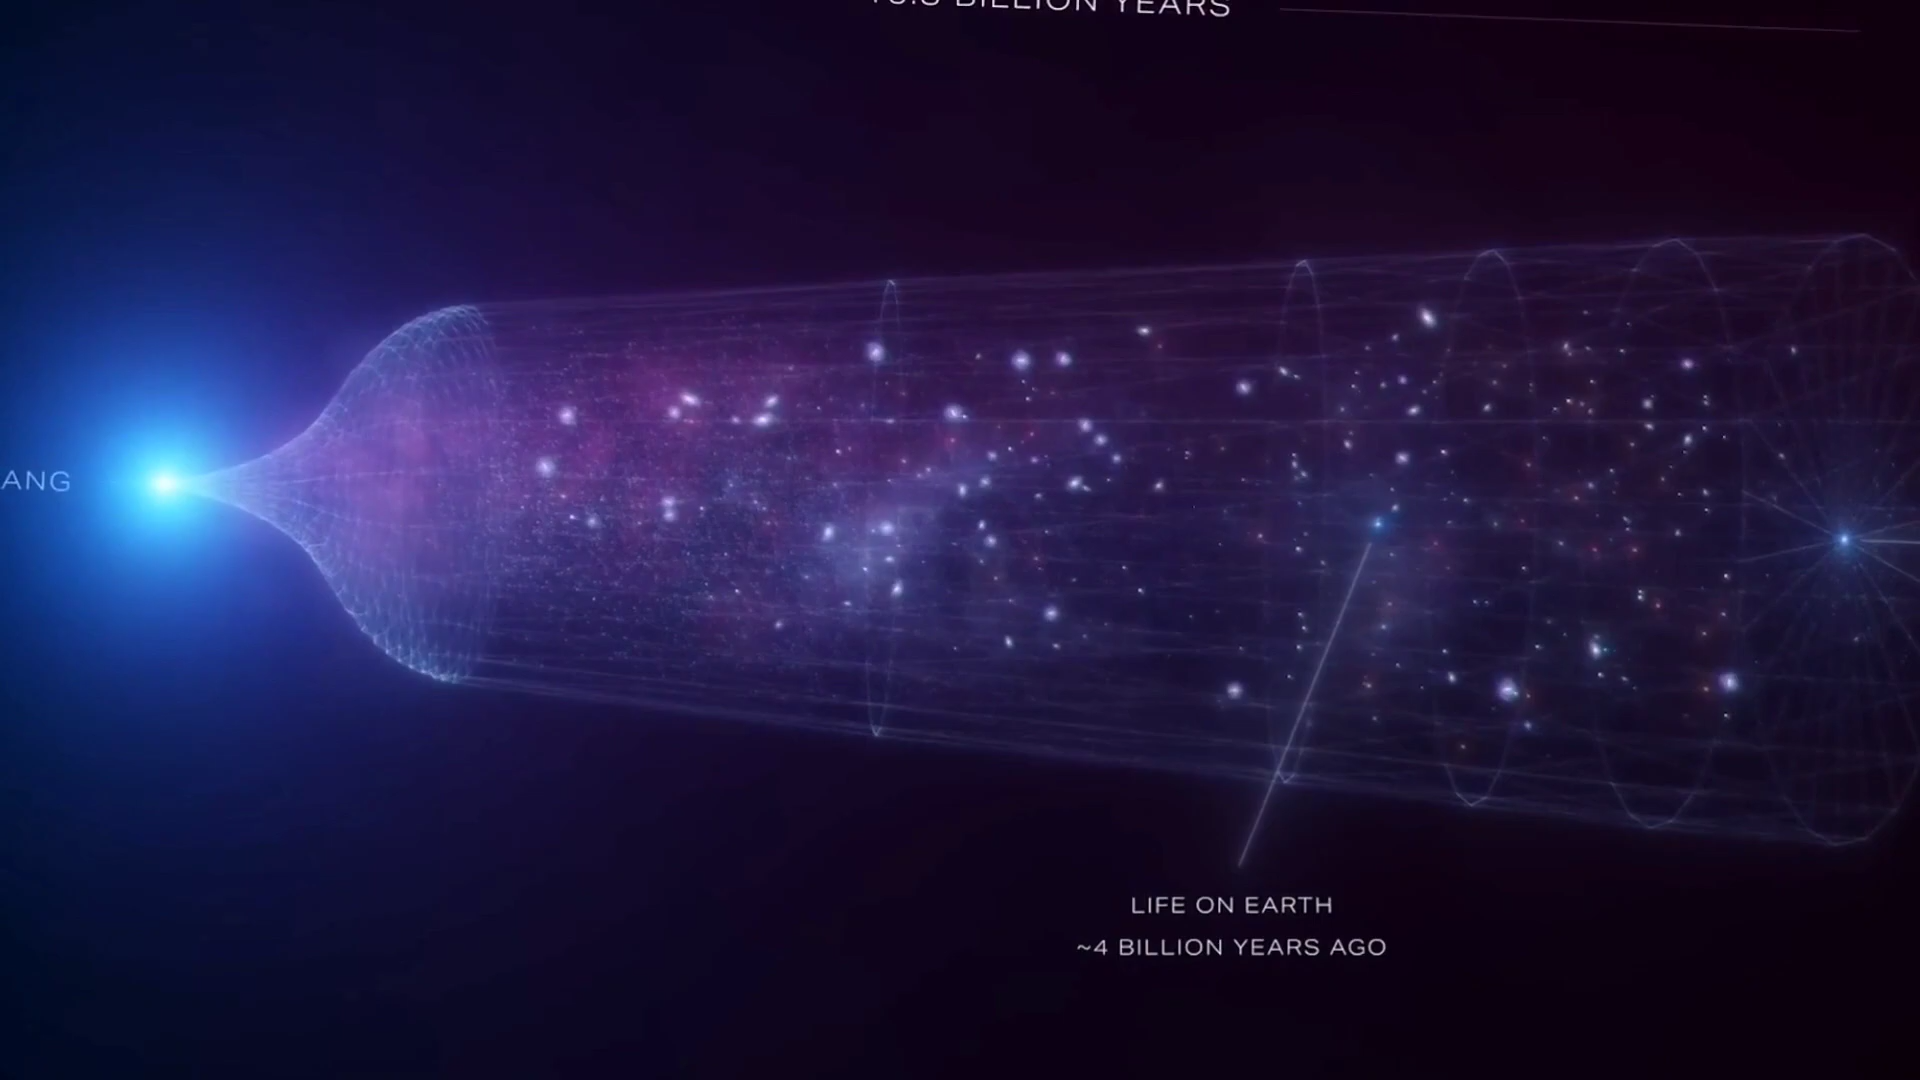 BILLION YEARS
ANG
LIFE ON EARTH
~4 BILLION YEARS AGO